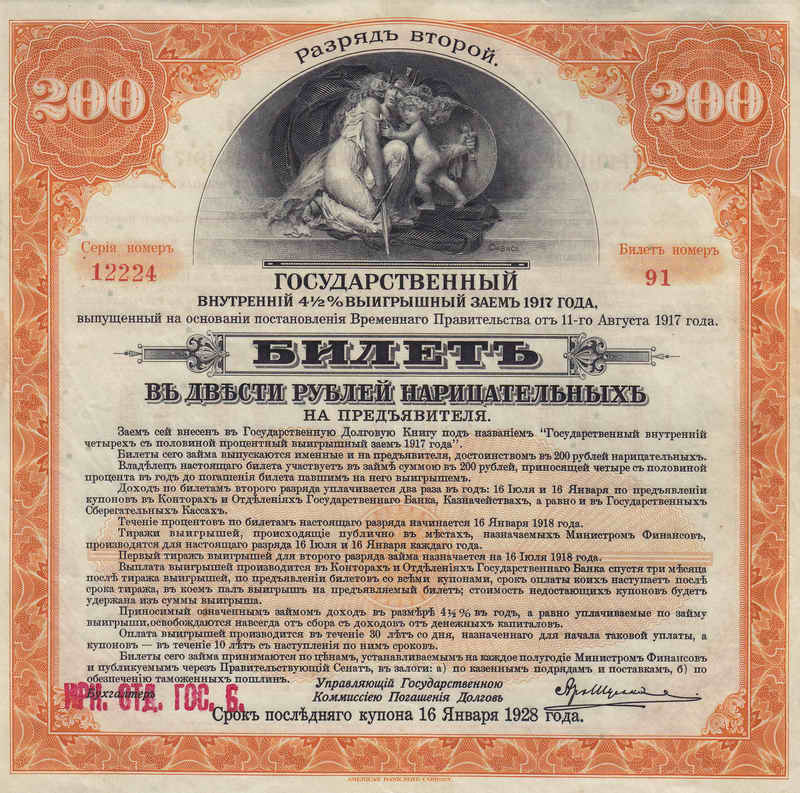 Разрядъ второй.
200
200
Серія номеръ
12224
Билетъ номеръ
91
ГОСУДАРСТВЕННЫЙ
ВНУТРЕННІЙ 4½% ВЫИГРЫШНЫЙ ЗАЕМЪ 1917 ГОДА,
выпущенный на основаніи постановленія Временнаго Правительства отъ 11-го Августа 1917 года.
БИЛЕТЪ
ВЪ ДВѢСТИ РУБЛЕЙ НАРИЦАТЕЛЬНЫХЪ
НА ПРЕДЪЯВИТЕЛЯ.
Заемъ сей внесенъ въ Государственную Долговую Книгу подъ названіемъ "Государственный внутренній
четырехъ съ половиной процентный выигрышный заемъ 1917 года".
Билеты сего займа выпускаются именные и на предъявителя, достоинствомъ въ 200 рублей нарицательныхъ.
Владѣлецъ настоящаго билета участвуетъ въ займѣ суммою въ 200 рублей, приносящей четыре съ половиной
процента въ годъ до погашенія билета павшимъ на него выигрышемъ.
Доходъ по билетамъ второго разряда уплачивается два раза въ годъ: 16 Іюля и 16 Января по предъявленіи
купоновъ въ Конторахъ и Отдѣленіяхъ Государственнаго Банка, Казначействахъ, а равно и въ Государственныхъ
Сберегательныхъ Кассахъ.
Теченіе процентовъ по билетамъ настоящаго разряда начинается 16 Января 1918 года.
Тиражи выигрышей, происходящіе публично въ мѣстахъ, назначаемыхъ Министромъ Финансовъ,
производятся для настоящаго разряда 16 Іюля и 16 Января каждаго года.
Первый тиражъ выигрышей для второго разряда займа назначается на 16 Іюля 1918 года.
Выплата выигрышей производится въ Конторахъ и Отдѣленіяхъ Государственнаго Банка спустя три мѣсяца
послѣ тиража выигрышей, по предъявленіи билетовъ со всѣми купонами, срокъ оплаты коихъ наступаетъ послѣ
срока тиража, въ коемъ палъ выигрышъ на предъявляемый билетъ; стоимость недостающихъ купоновъ будетъ
удержана изъ суммы выигрыша.
Приносимый означеннымъ займомъ доходъ въ размѣрѣ 4½% въ годъ, а равно уплачиваемые по займу
выигрыши, освобождаются навсегда отъ сбора съ доходовъ отъ денежныхъ капиталовъ.
Оплата выигрышей производится въ теченіе 30 лѣтъ со дня, назначеннаго для начала таковой уплаты, а
купоновъ — въ теченіе 10 лѣтъ съ наступленія по нимъ сроковъ.
Билеты сего займа принимаются по цѣнамъ, устанавливаемымъ на каждое полугодіе Министромъ Финансовъ
и публикуемымъ черезъ Правительствующій Сенатъ, въ залоги: а) по казеннымъ подрядамъ и поставкамъ, б) по
обезпеченію таможенныхъ пошлинъ.
Бухгалтеръ
ИРК. ОТД. ГОС. Б.
Управляющій Государственною
Комиссіею Погашенія Долговъ
Срокъ послѣдняго купона 16 Января 1928 года.
AMERICAN BANK NOTE COMPANY.